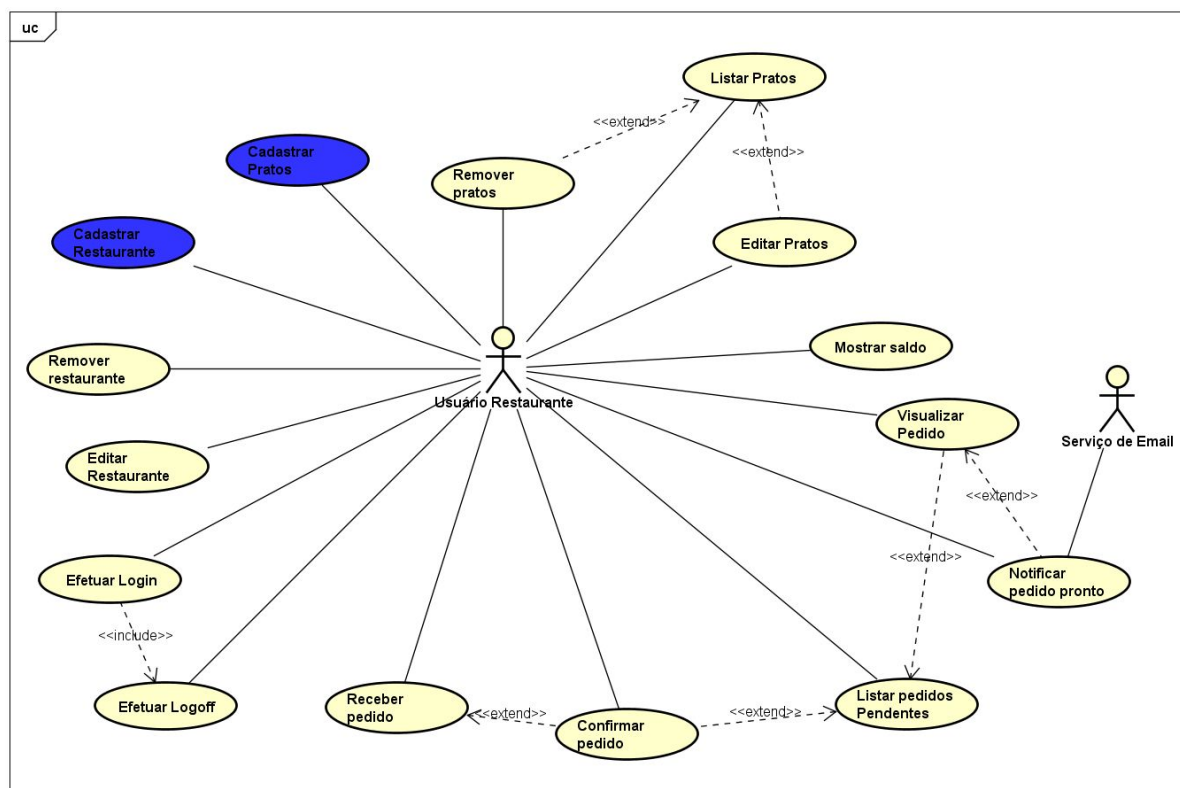 uc
Listar Pratos
<<extend>>
Cadastrar
Pratos
<<extend>>
Remover
pratos
Cadastrar
Restaurante
Editar Pratos
Mostrar saldo
Remover
restaurante
Usuário Restaurante
Visualizar
Pedido
Serviço de Email
Editar
Restaurante
<<extend>>
<<extend>>
Efetuar Login
Notificar
pedido pronto
<<include>>
Efetuar Logoff
Receber
pedido
<<extend>>
Confirmar
pedido
<<extend>>
Listar pedidos
Pendentes